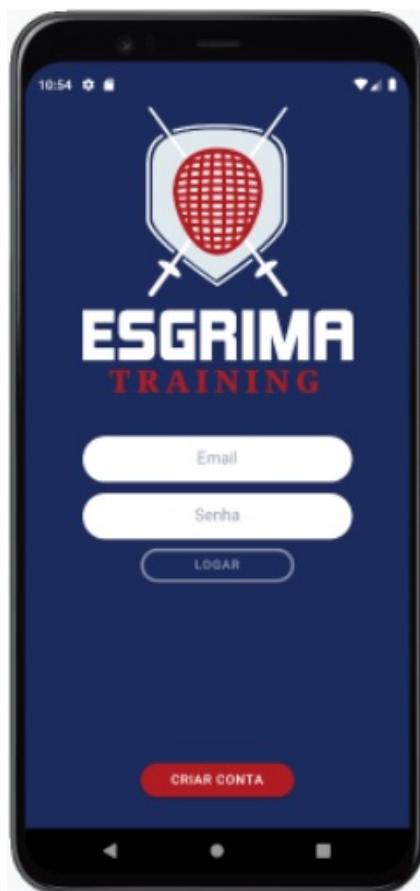 10:54
ESGRIMA
TRAINING
Email
Senha
LOGAR
CRIAR CONTA